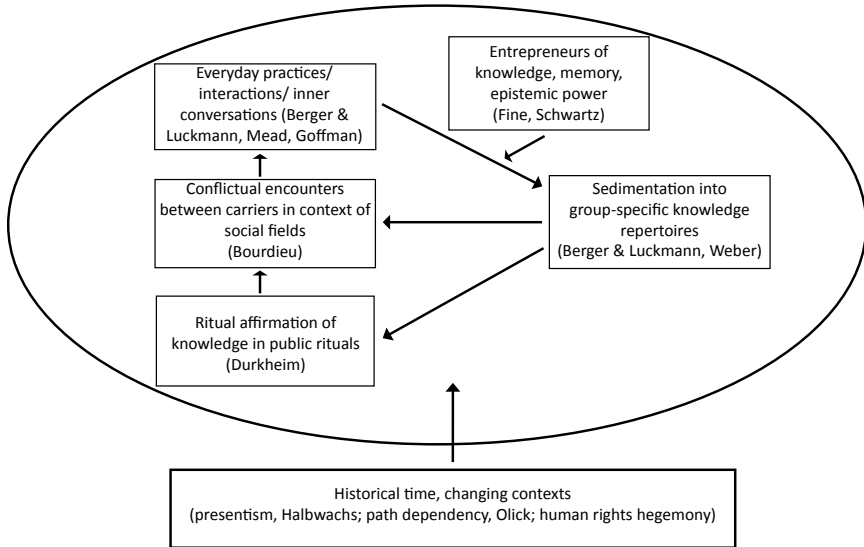 Entrepreneurs of
knowledge, memory,
epistemic power
(Fine, Schwartz)
Everyday practices/
interactions/ inner
conversations (Berger &
Luckmann, Mead, Goffman)
Conflictual encounters
between carriers in context of
social fields
(Bourdieu)
Sedimentation into
group-specific knowledge
repertoires
(Berger & Luckmann, Weber)
Ritual affirmation of
knowledge in public rituals
(Durkheim)
Historical time, changing contexts
(presentism, Halbwachs; path dependency, Olick; human rights hegemony)